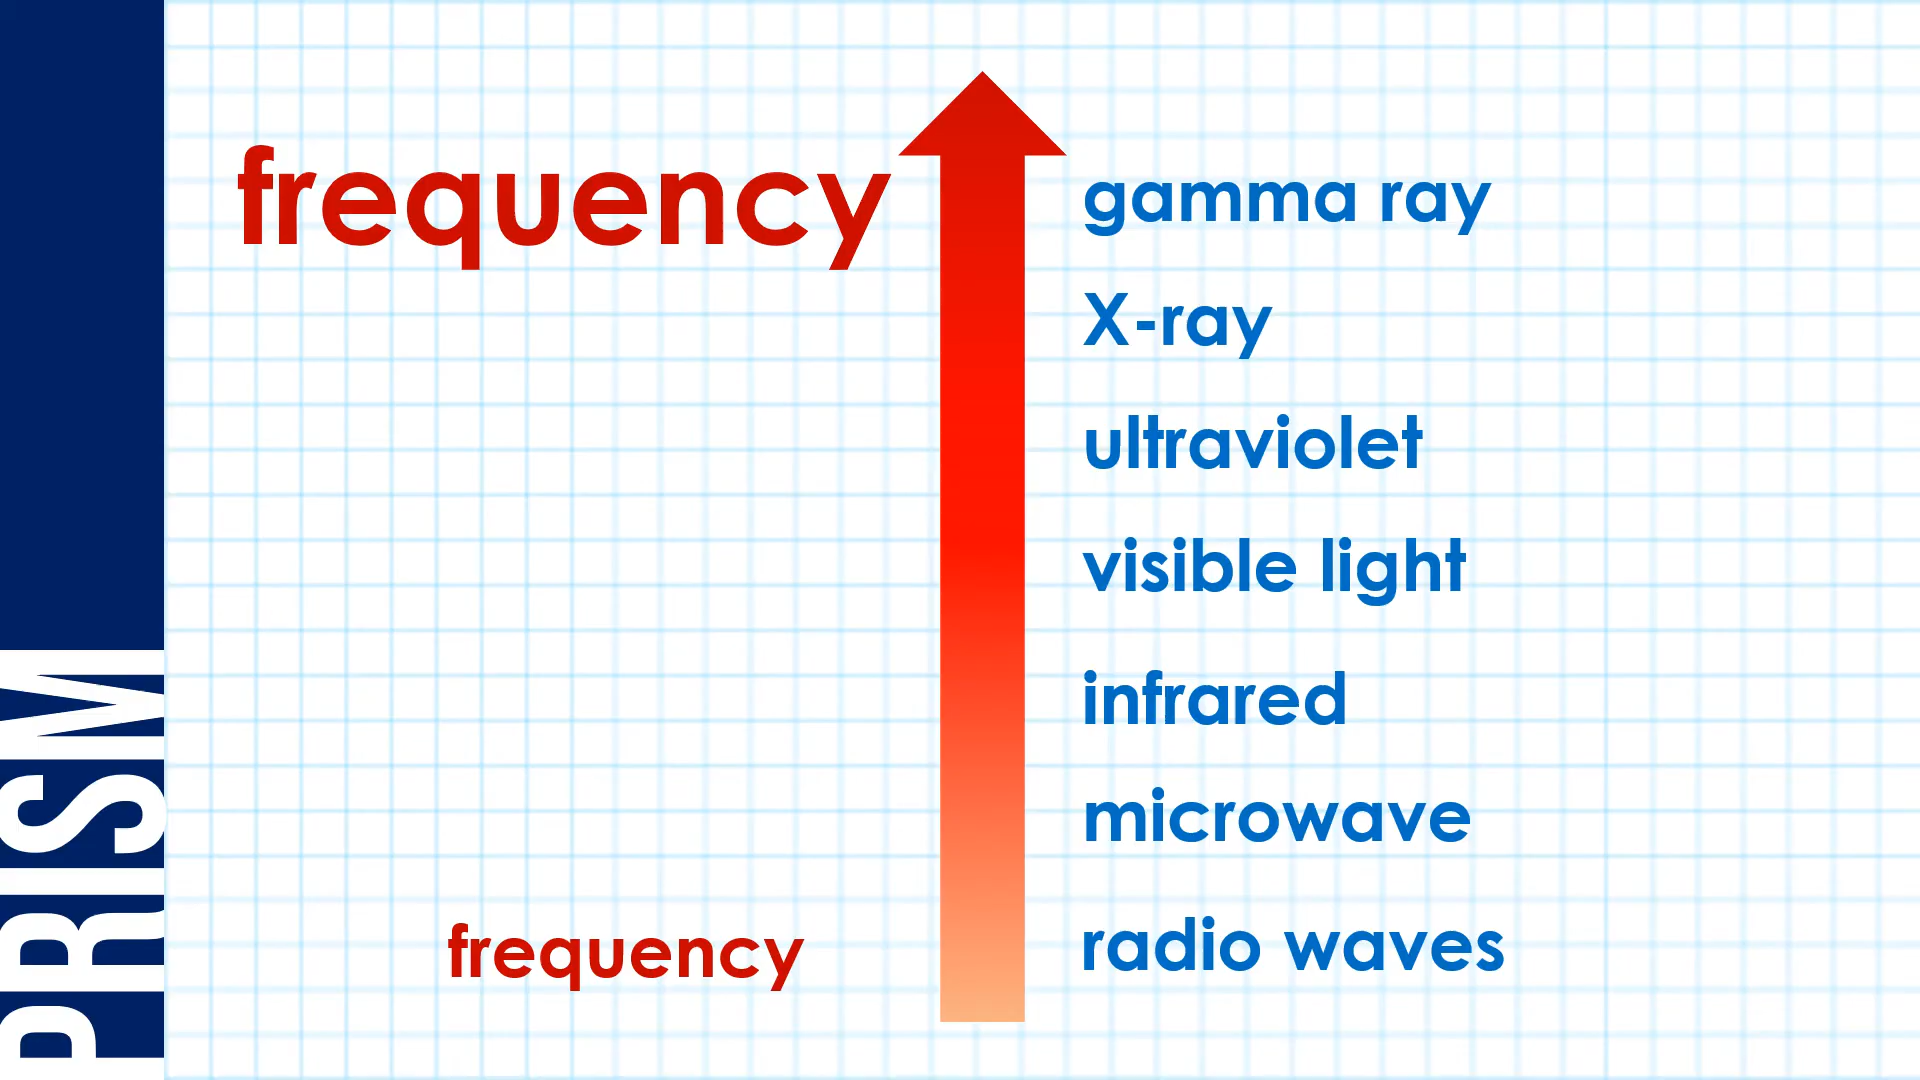 frequency
gamma ray
X-ray
ultraviolet
visible light
infrared
microwave
frequency
radio waves
PRISM